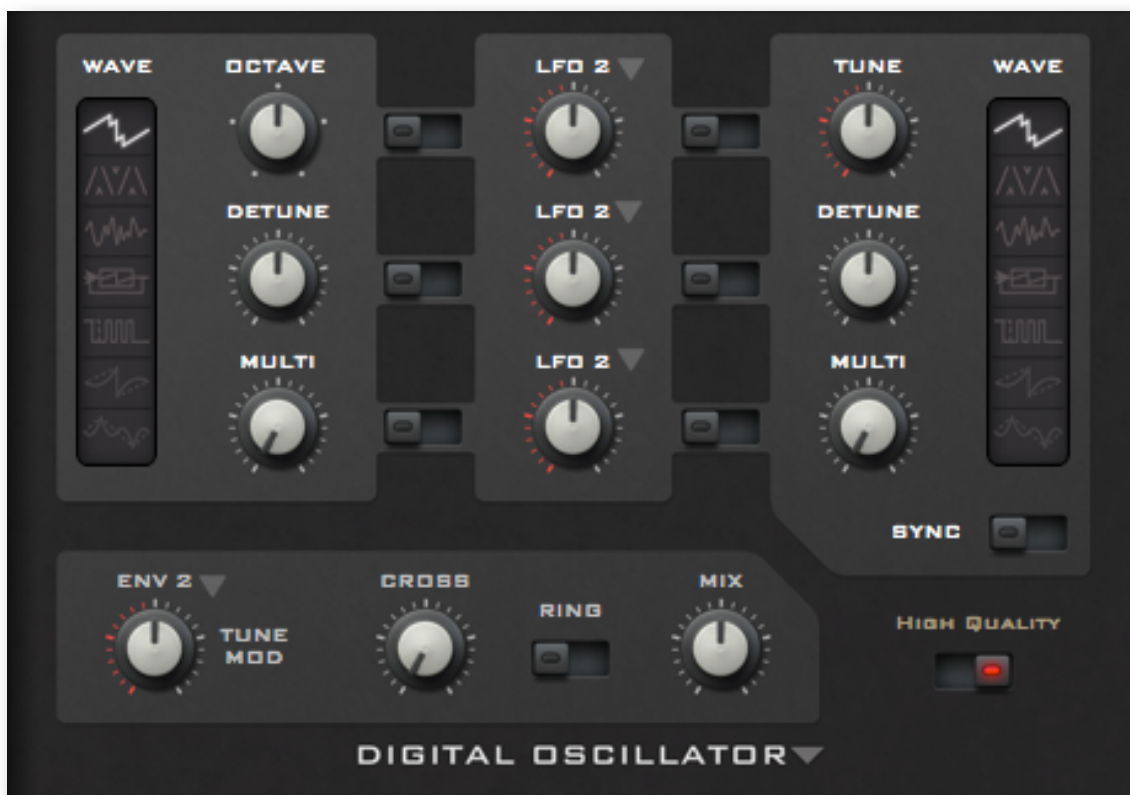 WAVE OCTAVE LFO 2 TUNE WAVE
DETUNE LFO 2 DETUNE
MULTI LFO 2 MULTI
SYNC
ENV 2 CROSS MIX
RING
HIGH QUALITY
TUNE
MOD
DIGITAL OSCILLATOR